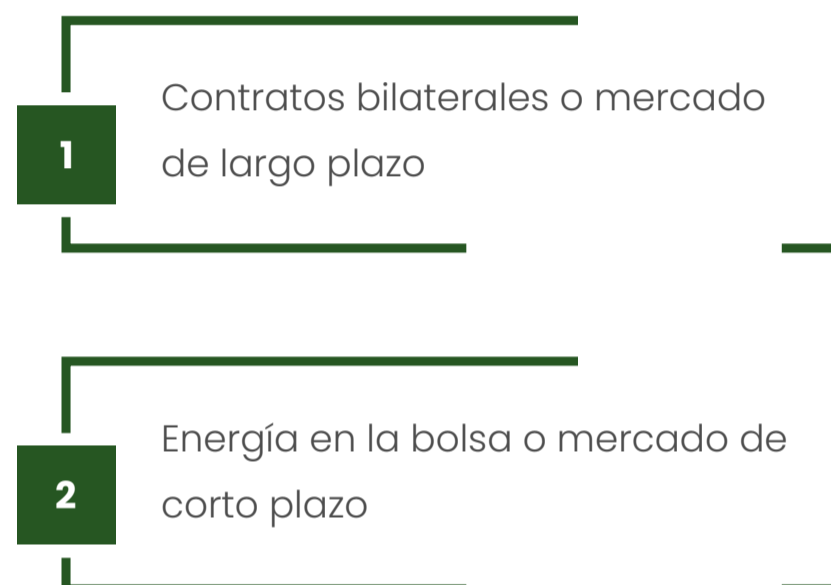 1
Contratos bilaterales o mercado
de largo plazo
2
Energía en la bolsa o mercado de
corto plazo